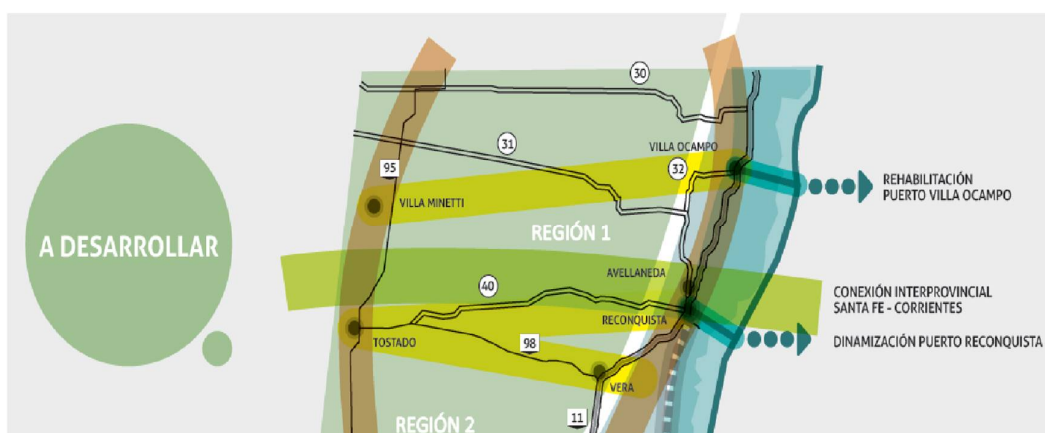 30
31
VILLA OCAMPO
32
95
REHABILITACIÓN
PUERTO VILLA OCAMPO
VILLA MINETTI
REGIÓN 1
A DESARROLLAR
AVELLANEDA
40
CONEXIÓN INTERPROVINCIAL
SANTA FE - CORRIENTES
RECONQUISTA
TOSTADO
98
DINAMIZACIÓN PUERTO RECONQUISTA
VERA
11
REGIÓN 2